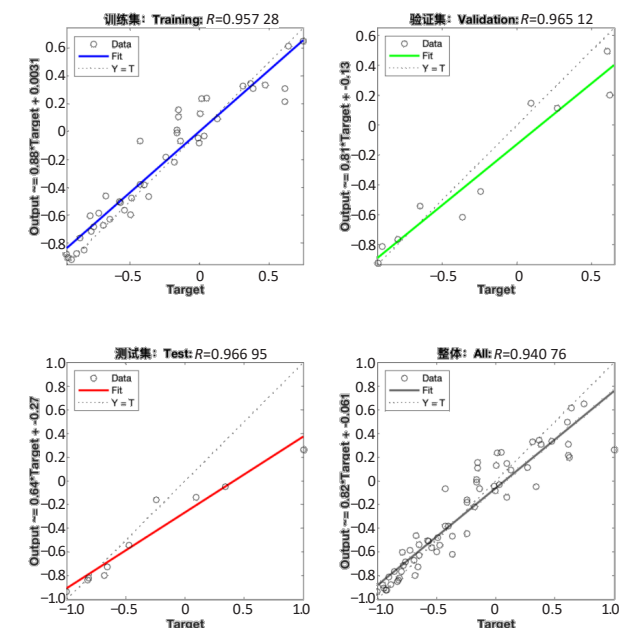 训练集：Training: R=0.957 28
Output ~= 0.88*Target + 0.0031
0.6
0.4
0.2
0
−0.2
−0.4
−0.6
−0.8
Data
Fit
Y = T
−0.5
0
0.5
Target
验证集：Validation: R=0.965 12
Output ~= 0.81*Target + -0.13
0.6
0.4
0.2
0
−0.2
−0.4
−0.6
−0.8
Data
Fit
Y = T
−0.5
0
0.5
Target
测试集：Test: R=0.966 95
Output ~= 0.64*Target + -0.27
1.0
0.8
0.6
0.4
0.2
0
−0.2
−0.4
−0.6
−0.8
−1.0
Data
Fit
Y = T
−1.0
−0.5
0
0.5
1.0
Target
整体：All: R=0.940 76
Output ~= 0.82*Target + -0.061
1.0
0.8
0.6
0.4
0.2
0
−0.2
−0.4
−0.6
−0.8
−1.0
Data
Fit
Y = T
−1.0
−0.5
0
0.5
1.0
Target